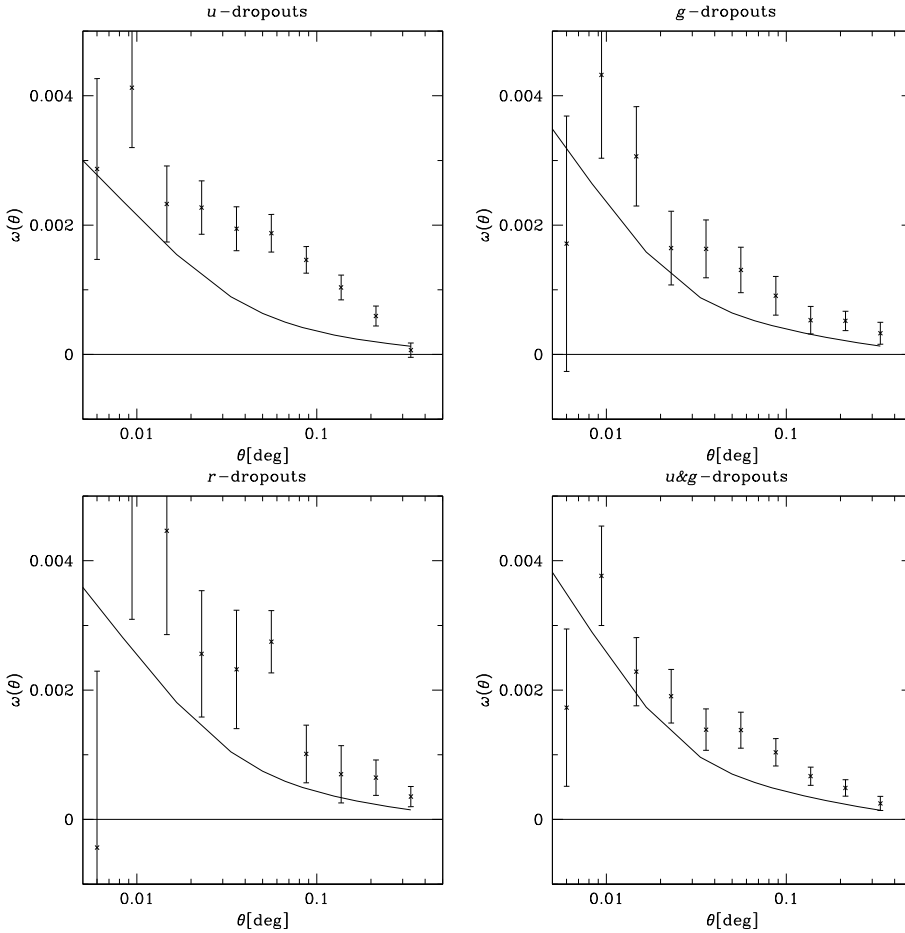 u-dropouts
g-dropouts
0.004
0.002
0
ω(θ)
0.01
0.1
θ[deg]
0.004
0.002
0
ω(θ)
0.01
0.1
θ[deg]
r-dropouts
u&g-dropouts
0.004
0.002
0
ω(θ)
0.01
0.1
θ[deg]
0.004
0.002
0
ω(θ)
0.01
0.1
θ[deg]